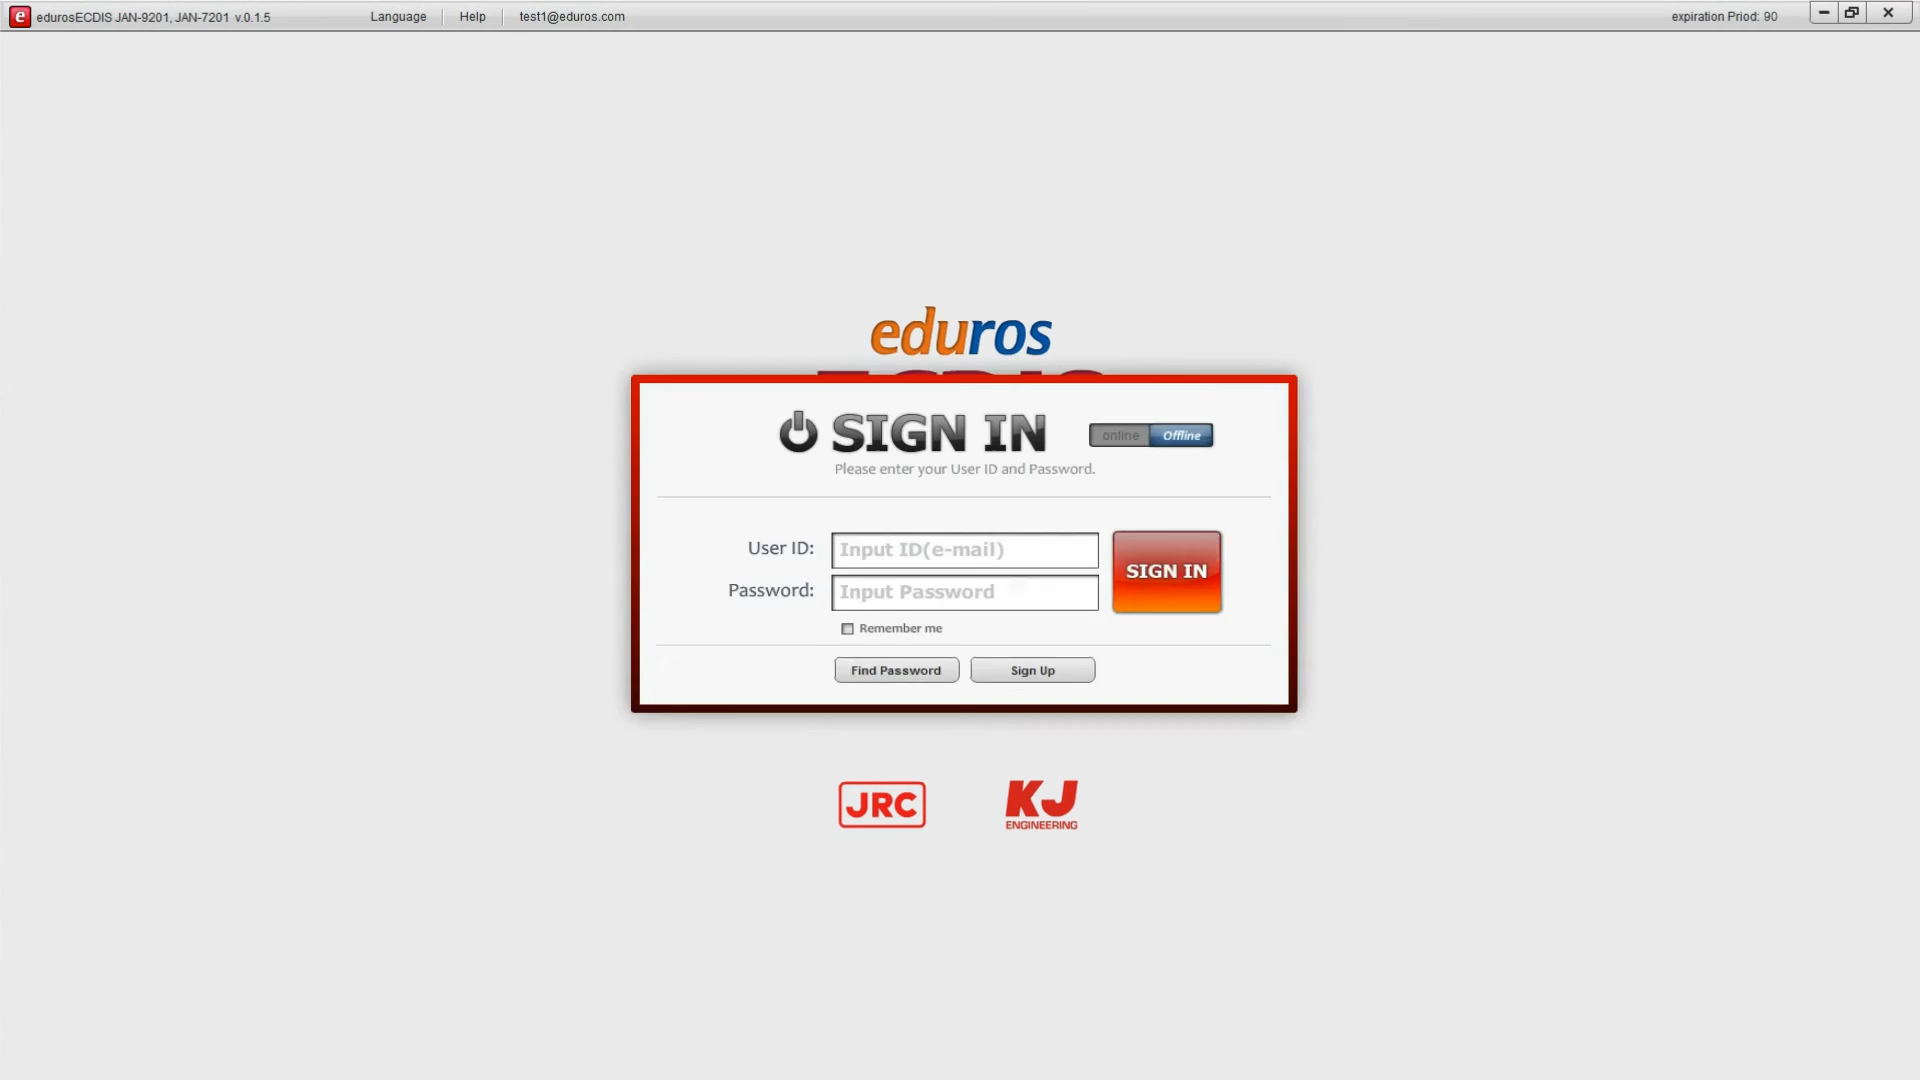 e edurosECDIS JAN-9201, JAN-7201 v.0.1.5 Language Help test1@eduros.com expiration Priod: 90
eduros
ECDIS
SIGN IN online Offline
Please enter your User ID and Password.
User ID: Input ID(e-mail)
Password: Input Password
SIGN IN
Remember me
Find Password Sign Up
JRC KJ
ENGINEERING